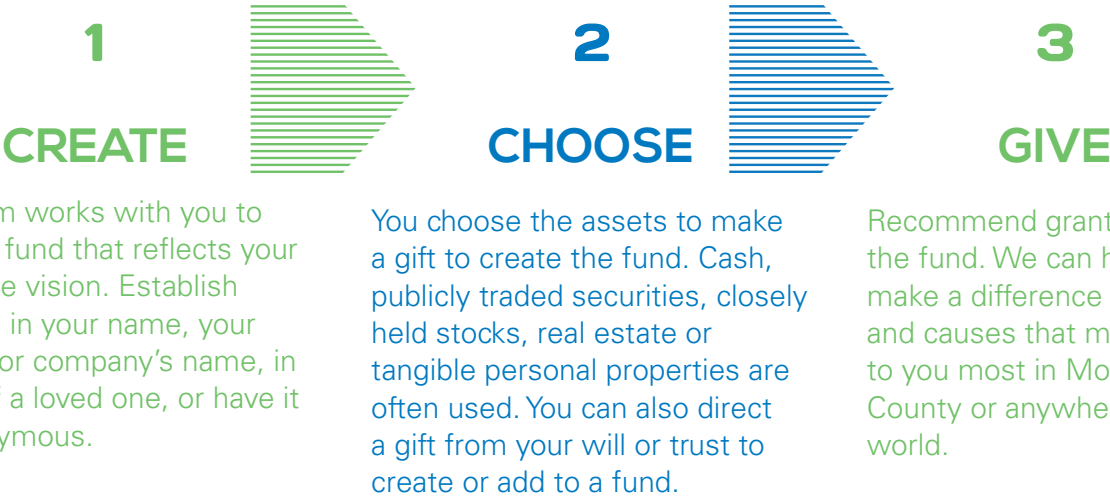 1
CREATE
works with you to
fund that reflects your
vision. Establish
in your name, your
or company’s name, in
a loved one, or have it
2
CHOOSE
You choose the assets to make
a gift to create the fund. Cash,
publicly traded securities, closely
held stocks, real estate or
tangible personal properties are
often used. You can also direct
a gift from your will or trust to
create or add to a fund.
3
GIVE
Recommend
the fund. We can
make a difference
and causes that
to you most in
County or
world.